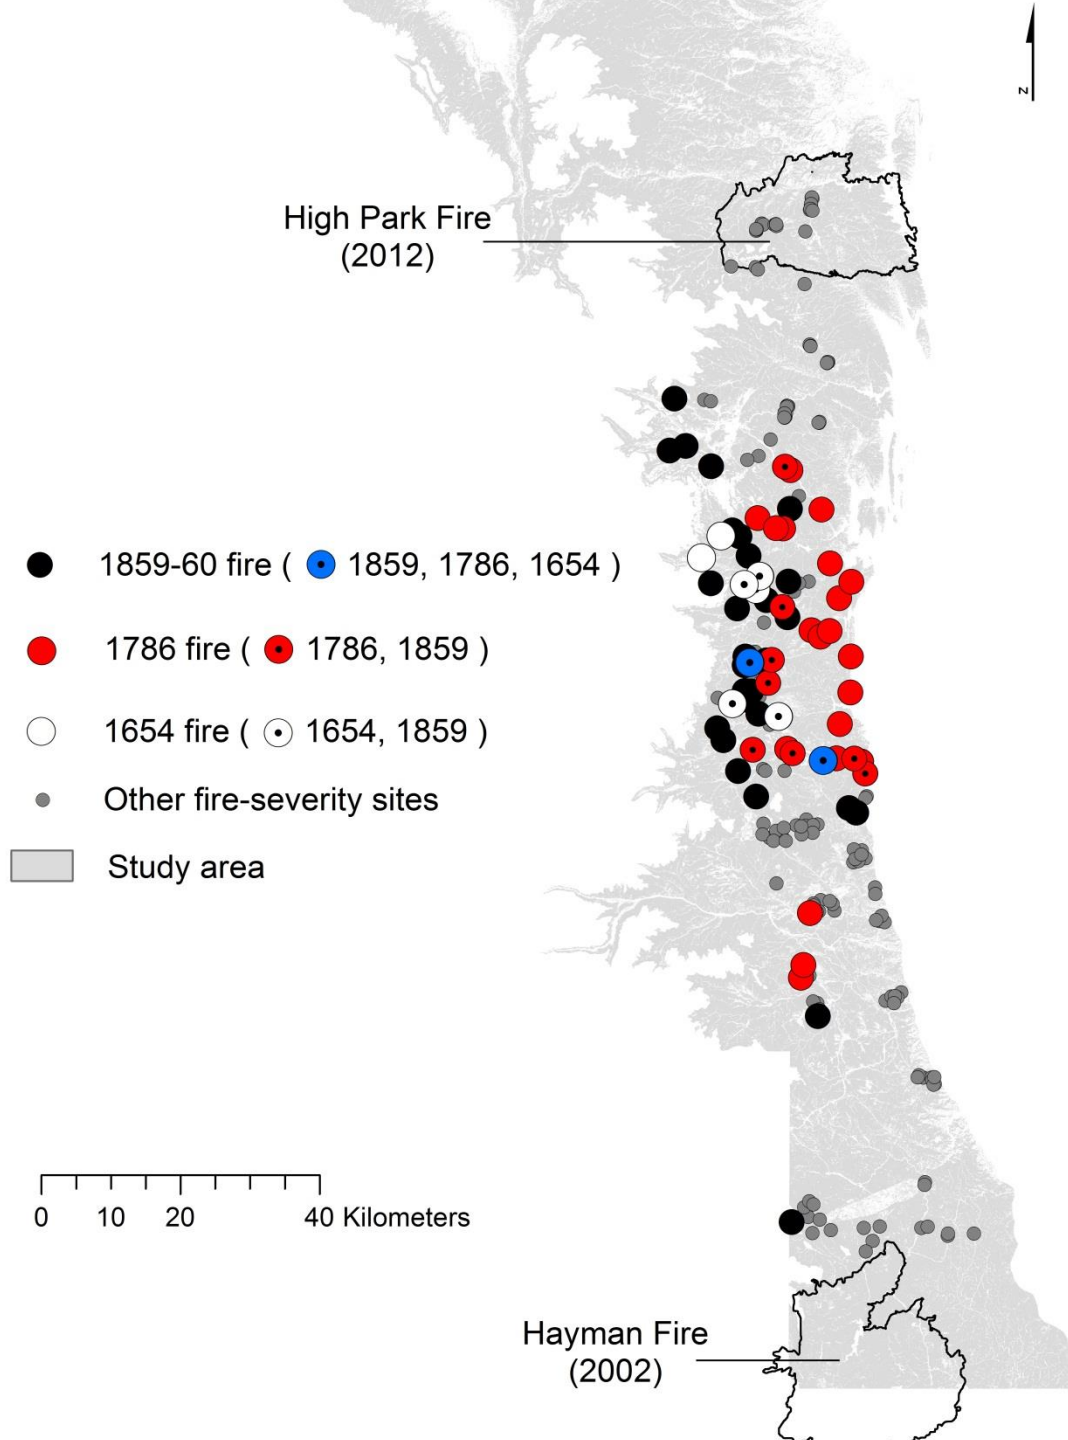 N
High Park Fire
(2012)
1859-60 fire ( 1859, 1786, 1654 )
1786 fire ( 1786, 1859 )
1654 fire ( 1654, 1859 )
Other fire-severity sites
Study area
0 10 20 40 Kilometers
Hayman Fire
(2002)